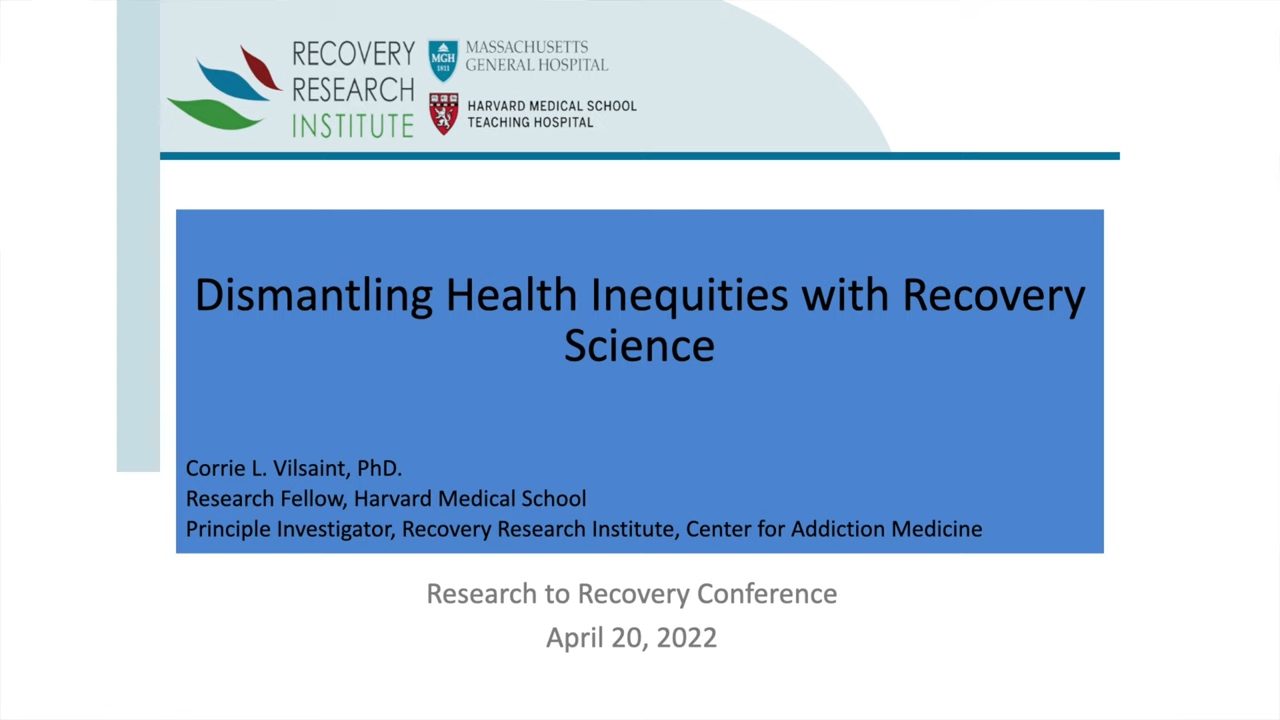 RECOVERY
RESEARCH
INSTITUTE
MGH
1811
MASSACHUSETTS
GENERAL HOSPITAL
HARVARD MEDICAL SCHOOL
TEACHING HOSPITAL
Dismantling Health Inequities with Recovery
Science
Corrie L. Vilsaint, PhD.
Research Fellow, Harvard Medical School
Principle Investigator, Recovery Research Institute, Center for Addiction Medicine
Research to Recovery Conference
April 20, 2022